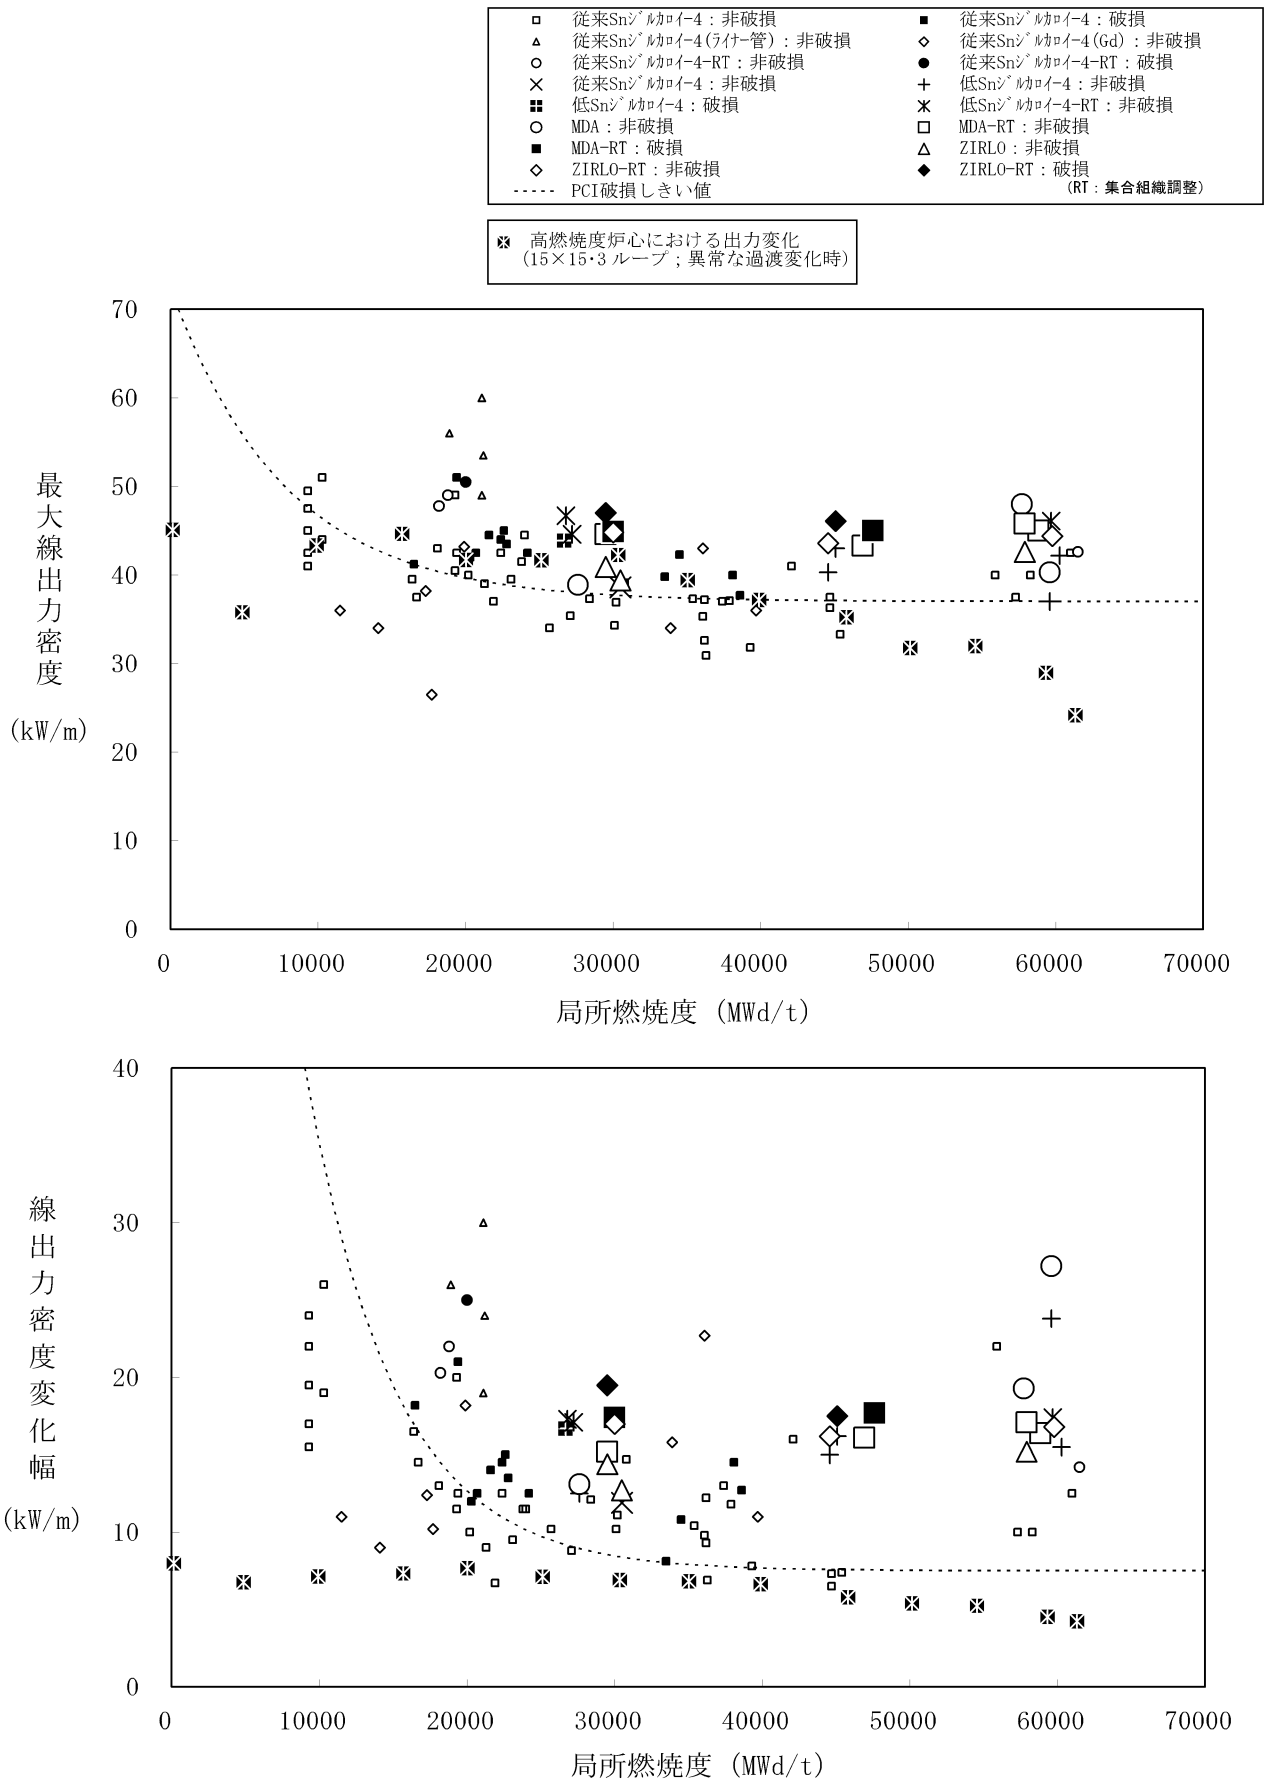 従来Snｼﾞﾙｶﾛｲ-4：非破損 従来Snｼﾞﾙｶﾛｲ-4：破損
従来Snｼﾞﾙｶﾛｲ-4(ﾗｲﾅｰ管)：非破損 従来Snｼﾞﾙｶﾛｲ-4(Gd)：非破損
従来Snｼﾞﾙｶﾛｲ-4-RT：非破損 従来Snｼﾞﾙｶﾛｲ-4-RT：破損
従来Snｼﾞﾙｶﾛｲ-4：非破損 低Snｼﾞﾙｶﾛｲ-4：非破損
低Snｼﾞﾙｶﾛｲ-4：破損 低Snｼﾞﾙｶﾛｲ-4-RT：非破損
MDA：非破損 MDA-RT：非破損
MDA-RT：破損 ZIRLO：非破損
ZIRLO-RT：非破損 ZIRLO-RT：破損
PCI破損しきい値 (RT：集合組織調整)
高燃焼度炉心における出力変化
(15×15･3ループ；異常な過渡変化時)
70
60
50
40
30
20
10
0
最大線出力密度
(kW/m)
0 10000 20000 30000 40000 50000 60000 70000
局所燃焼度 (MWd/t)
40
30
20
10
0
線出力密度変化幅
(kW/m)
0 10000 20000 30000 40000 50000 60000 70000
局所燃焼度 (MWd/t)